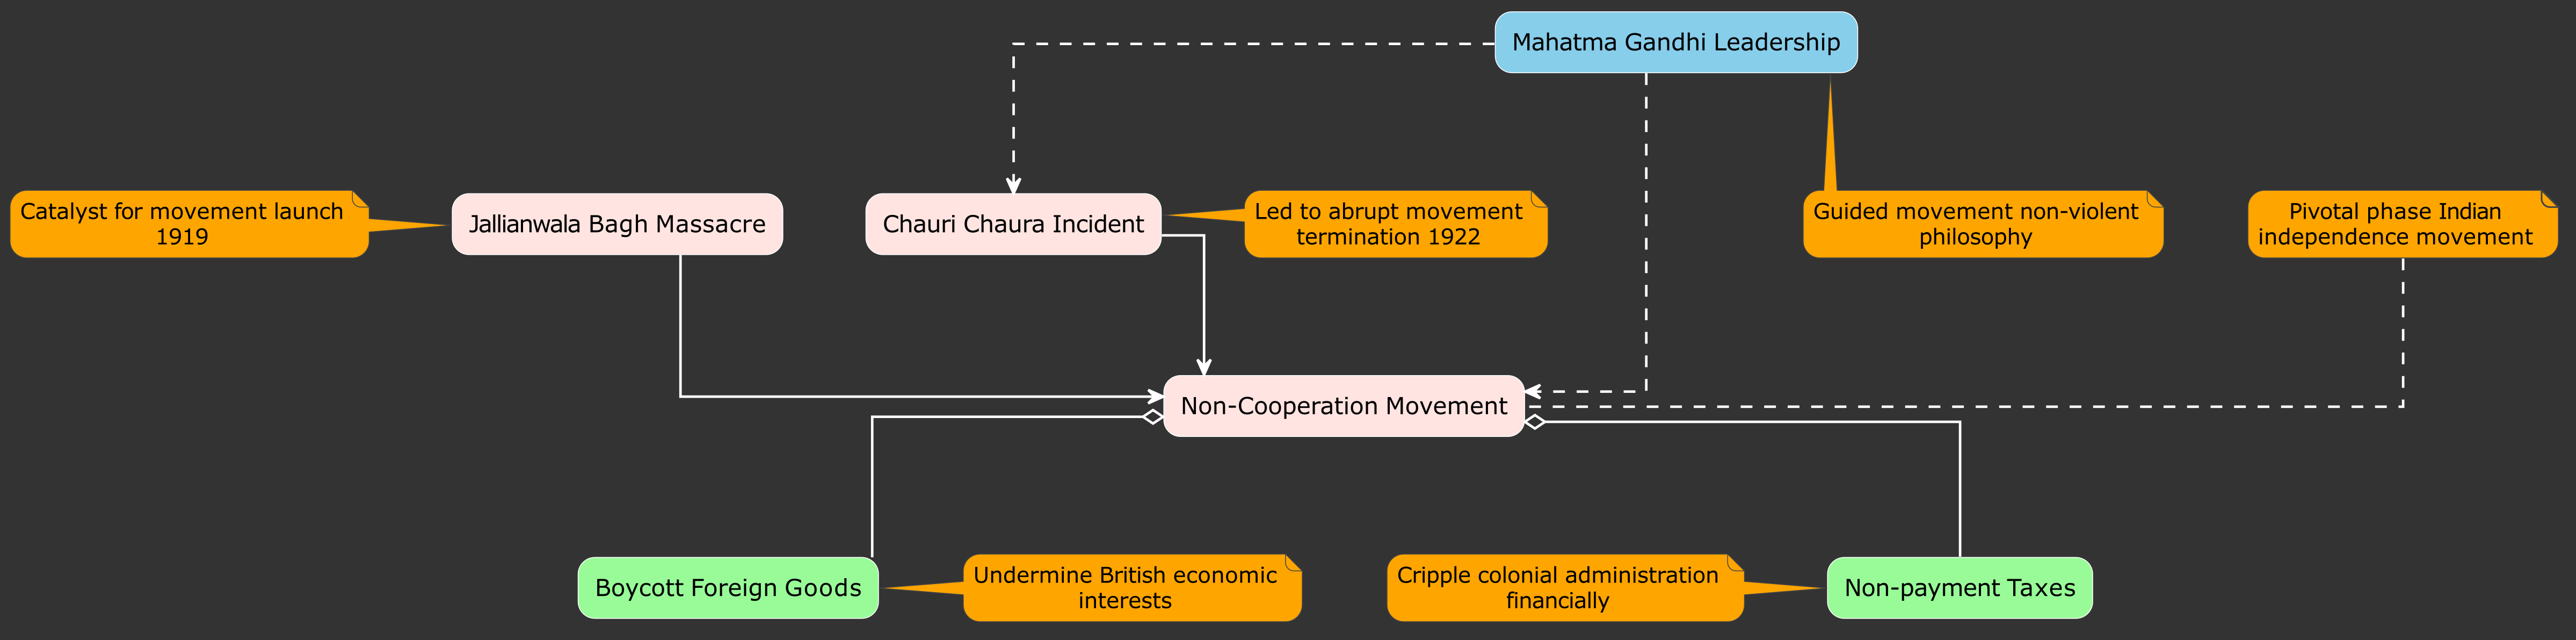 Mahatma Gandhi Leadership
Catalyst for movement launch
1919
Jallianwala Bagh Massacre
Chauri Chaura Incident
Led to abrupt movement
termination 1922
Guided movement non-violent
philosophy
Pivotal phase Indian
independence movement
Non-Cooperation Movement
Boycott Foreign Goods
Undermine British economic
interests
Cripple colonial administration
financially
Non-payment Taxes